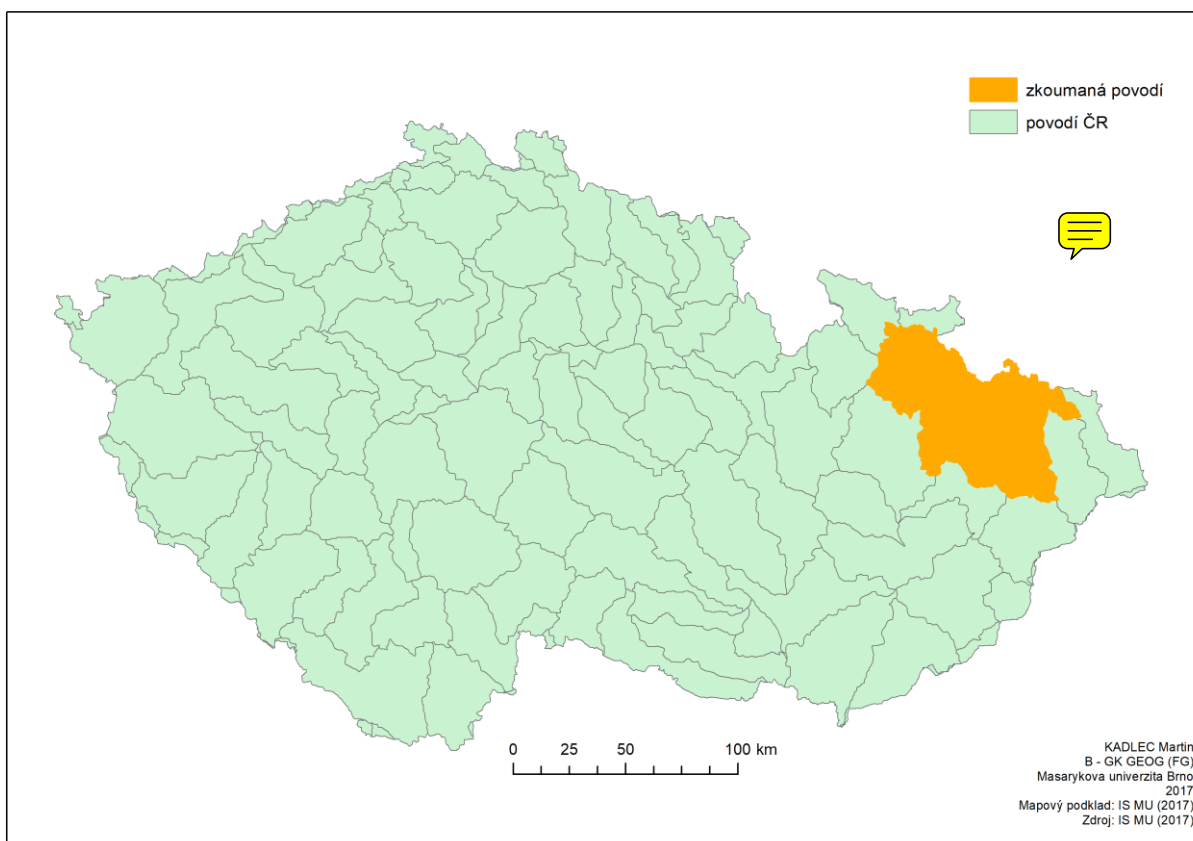 zkoumaná povodí
povodí ČR
0 25 50 100 km
KADLEC Martin
B - GK GEOG (FG)
Masarykova univerzita Brno
2017
Mapový podklad: IS MU (2017)
Zdroj: IS MU (2017)